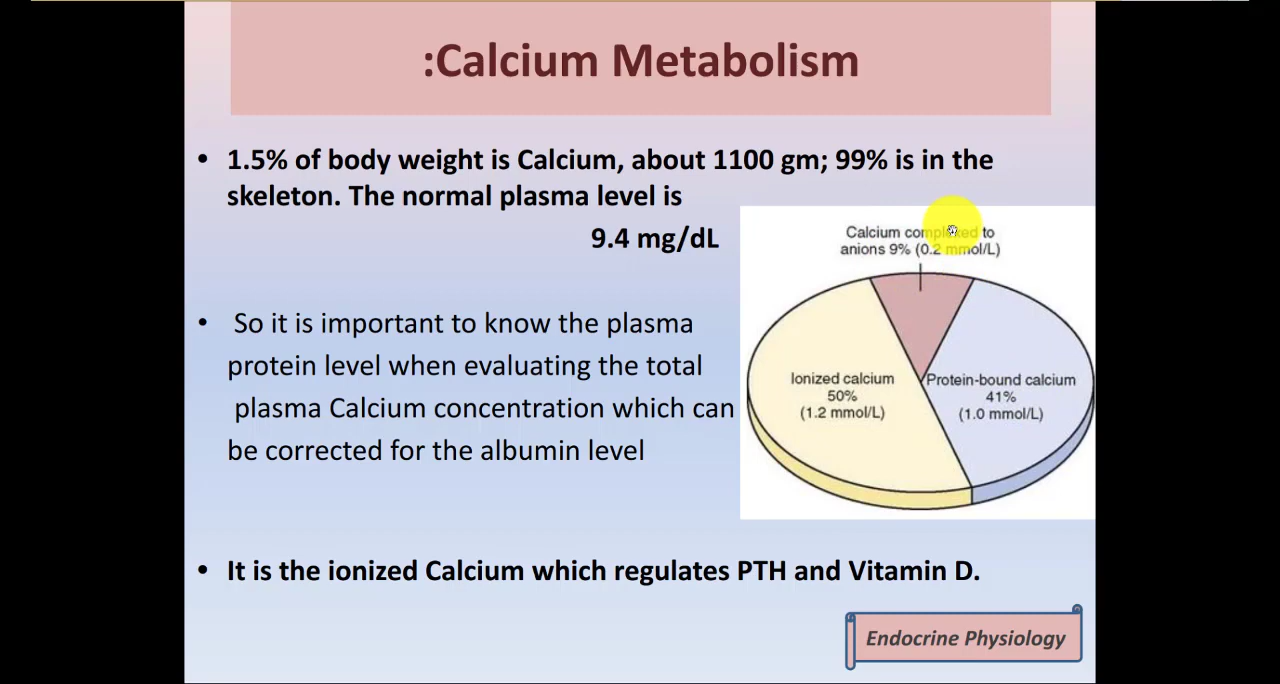 :Calcium Metabolism
• 1.5% of body weight is Calcium, about 1100 gm; 99% is in the
skeleton. The normal plasma level is
9.4 mg/dL
• So it is important to know the plasma
protein level when evaluating the total
plasma Calcium concentration which can
be corrected for the albumin level
Calcium complexed to
anions 9% (0.2 mmol/L)
Ionized calcium
50%
(1.2 mmol/L)
Protein-bound calcium
41%
(1.0 mmol/L)
• It is the ionized Calcium which regulates PTH and Vitamin D.
Endocrine Physiology